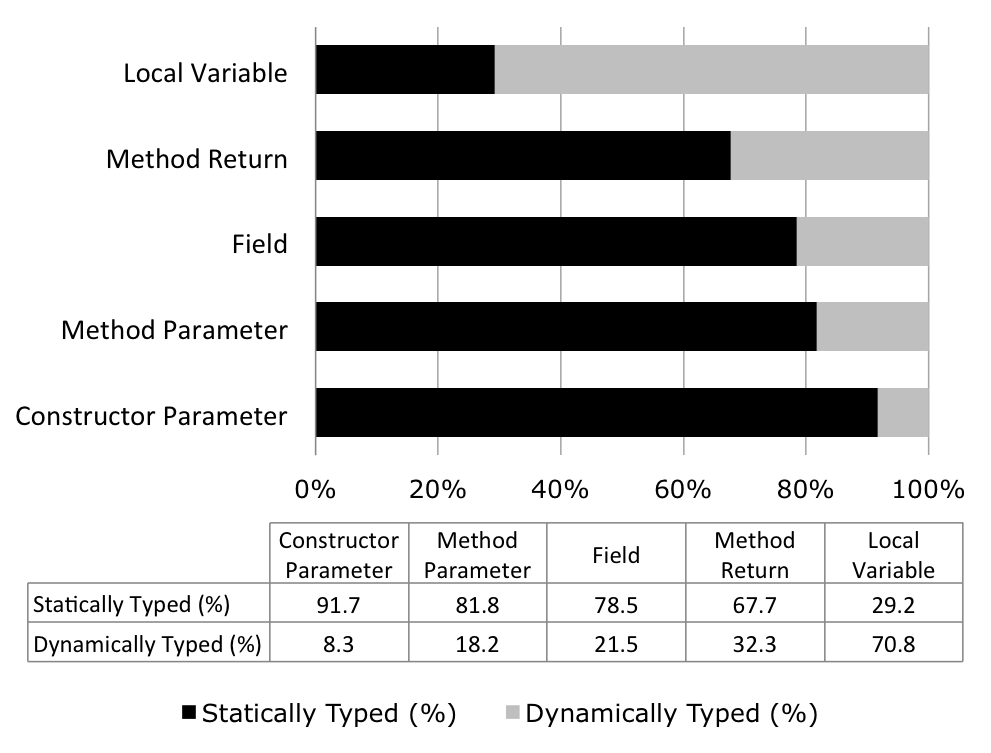 Local Variable
Method Return
Field
Method Parameter
Constructor Parameter
0% 20% 40% 60% 80% 100%
Constructor Method Field Method Local
Parameter Parameter Return Variable
Statically Typed (%) 91.7 81.8 78.5 67.7 29.2
Dynamically Typed (%) 8.3 18.2 21.5 32.3 70.8
Statically Typed (%) Dynamically Typed (%)